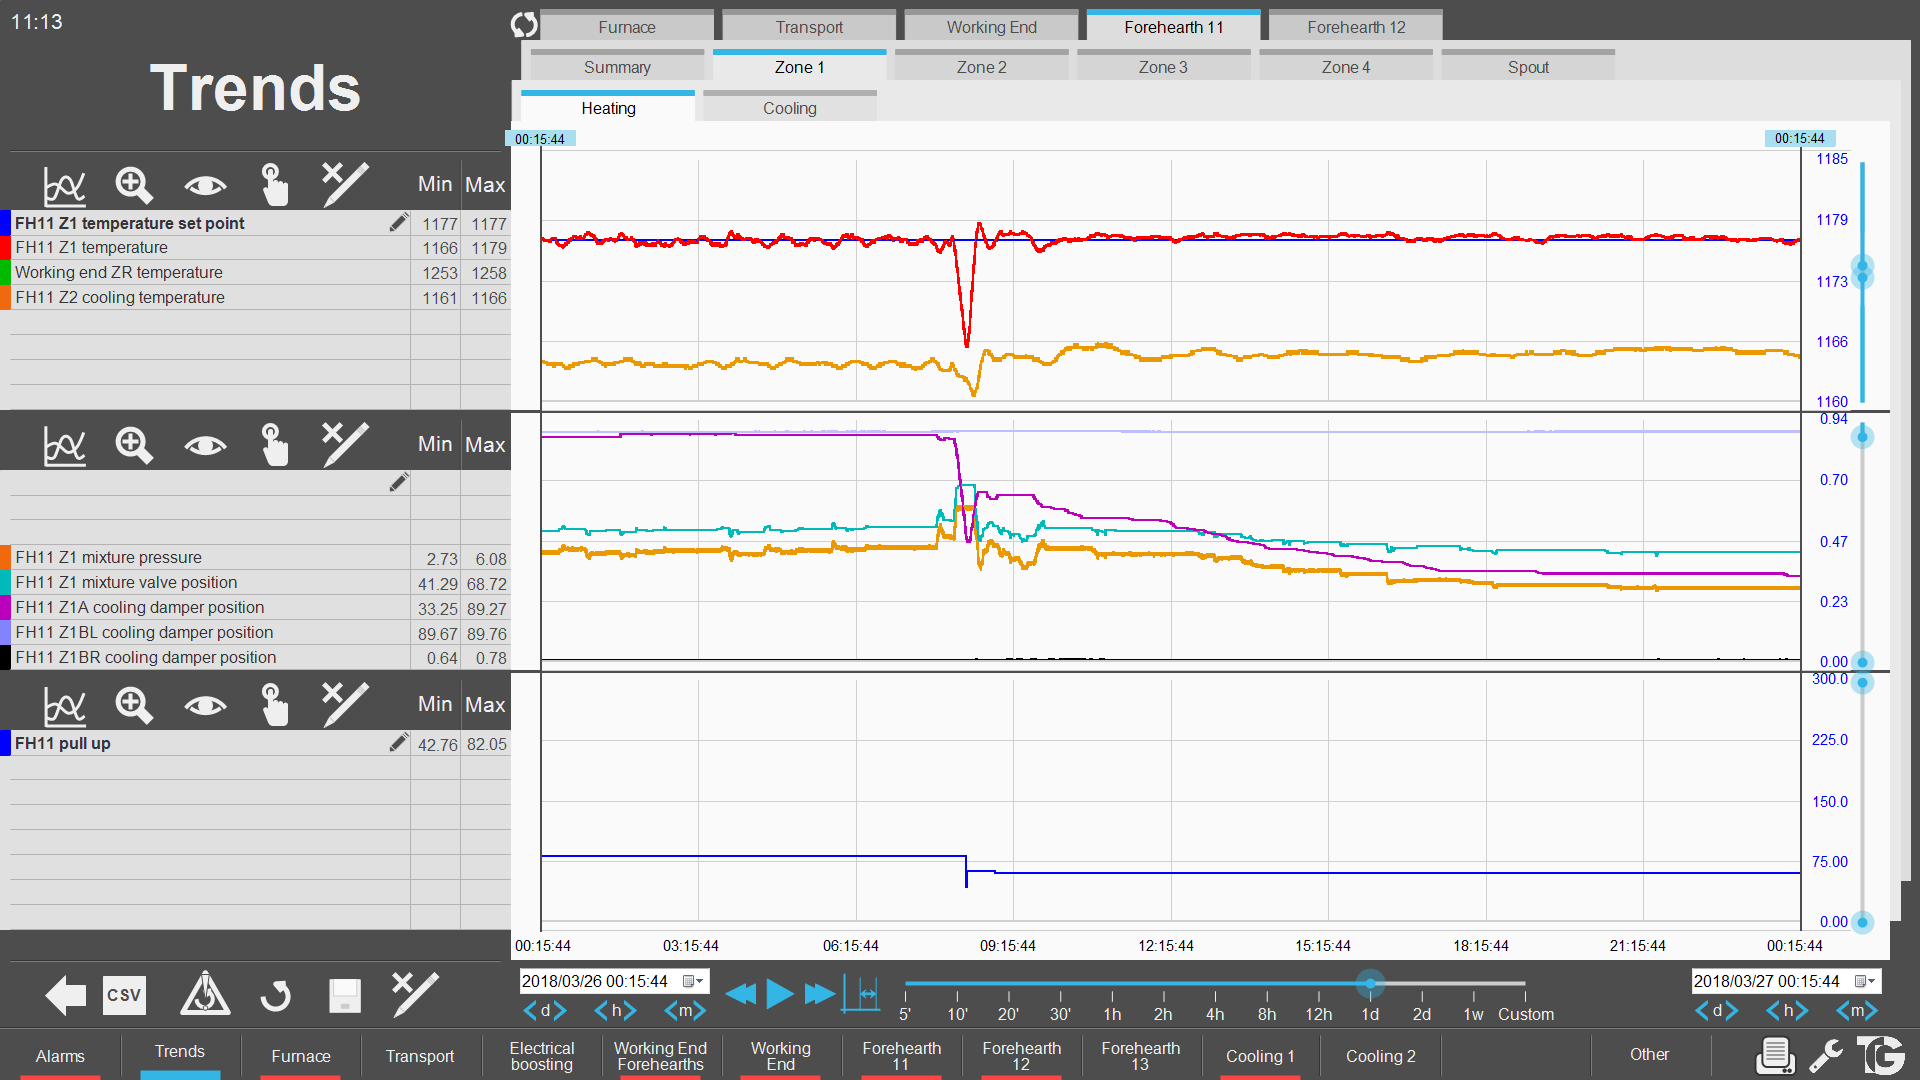 11:13
Trends
Furnace Transport Working End Forehearth 11 Forehearth 12
Summary Zone 1 Zone 2 Zone 3 Zone 4 Spout
Heating Cooling
00:15:44 00:15:44
Min Max
FH11 Z1 temperature set point 1177 1177
FH11 Z1 temperature 1166 1179
Working end ZR temperature 1253 1258
FH11 Z2 cooling temperature 1161 1166
1185
1179
1173
1166
1160
Min Max
FH11 Z1 mixture pressure 2.73 6.08
FH11 Z1 mixture valve position 41.29 68.72
FH11 Z1A cooling damper position 33.25 89.27
FH11 Z1BL cooling damper position 89.67 89.76
FH11 Z1BR cooling damper position 0.64 0.78
0.94
0.70
0.47
0.23
0.00
Min Max
FH11 pull up 42.76 82.05
300.0
225.0
150.0
75.00
0.00
00:15:44 03:15:44 06:15:44 09:15:44 12:15:44 15:15:44 18:15:44 21:15:44 00:15:44
CSV
2018/03/26 00:15:44
d h m
5' 10' 20' 30' 1h 2h 4h 8h 12h 1d 2d 1w Custom
2018/03/27 00:15:44
d h m
Alarms
Trends
Furnace
Transport
Electrical
boosting
Working End
Forehearths
Working
End
Forehearth
11
Forehearth
12
Forehearth
13
Cooling 1
Cooling 2
Other
TG